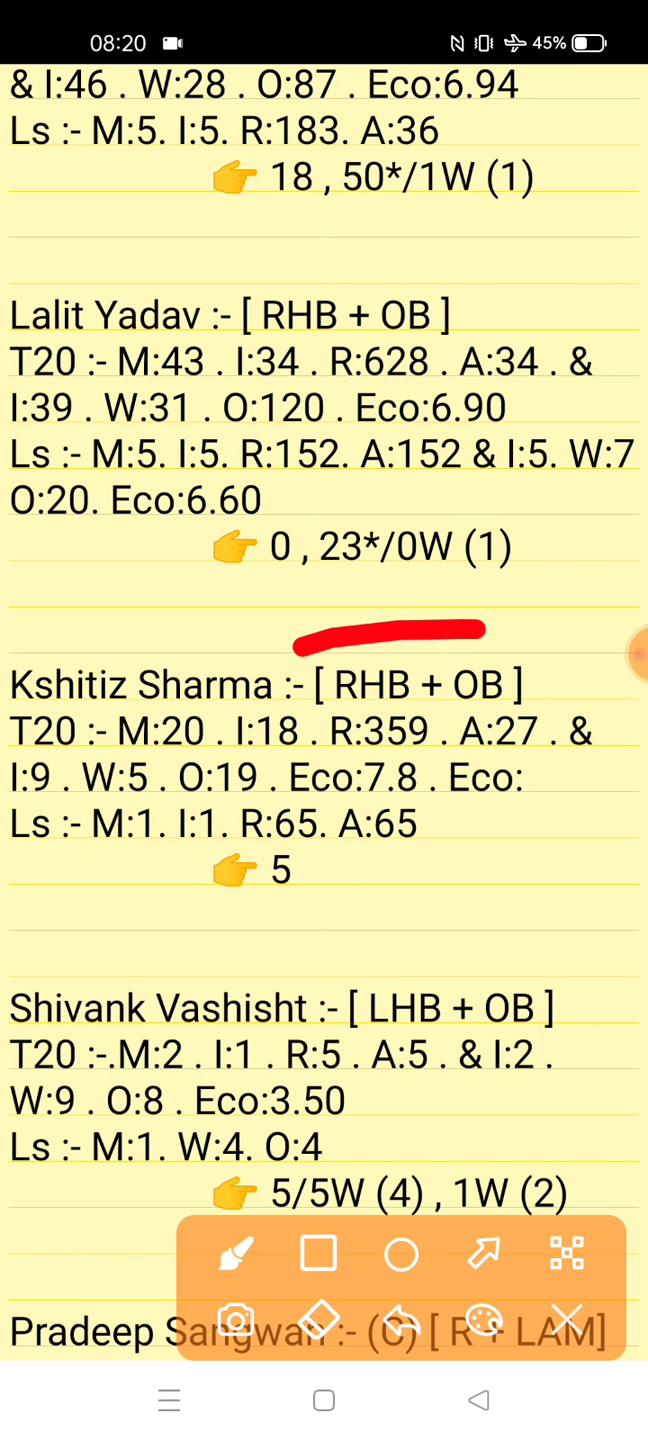 08:20 45%
& I:46 . W:28 . O:87 . Eco:6.94
Ls :- M:5. I:5. R:183. A:36
👉 18 , 50*/1W (1)
Lalit Yadav :- [ RHB + OB ]
T20 :- M:43 . I:34 . R:628 . A:34 . &
I:39 . W:31 . O:120 . Eco:6.90
Ls :- M:5. I:5. R:152. A:152 & I:5. W:7
O:20. Eco:6.60
👉 0 , 23*/0W (1)
Kshitiz Sharma :- [ RHB + OB ]
T20 :- M:20 . I:18 . R:359 . A:27 . &
I:9 . W:5 . O:19 . Eco:7.8 . Eco:
Ls :- M:1. I:1. R:65. A:65
👉 5
Shivank Vashisht :- [ LHB + OB ]
T20 :-.M:2 . I:1 . R:5 . A:5 . & I:2 .
W:9 . O:8 . Eco:3.50
Ls :- M:1. W:4. O:4
👉 5/5W (4) , 1W (2)
Pradeep Sangwan :- (C) [ R + LAM]